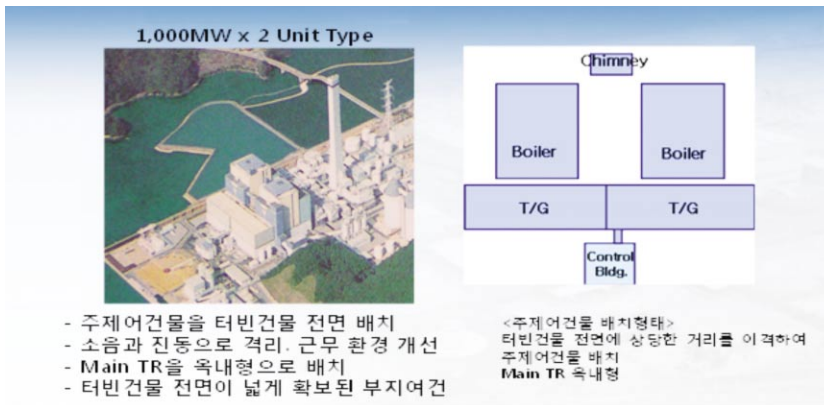 1,000MW x 2 Unit Type
- 주제어건물을 터빈건물 전면 배치
- 소음과 진동으로 격리. 근무 환경 개선
- Main TR을 옥내형으로 배치
- 터빈건물 전면이 넓게 확보된 부지여건
Chimney
Boiler
Boiler
T/G
T/G
Control
Bldg.
<주제어건물 배치형태>
터빈건물 전면에 상당한 거리를 이격하여
주제어건물 배치
Main TR 옥내형